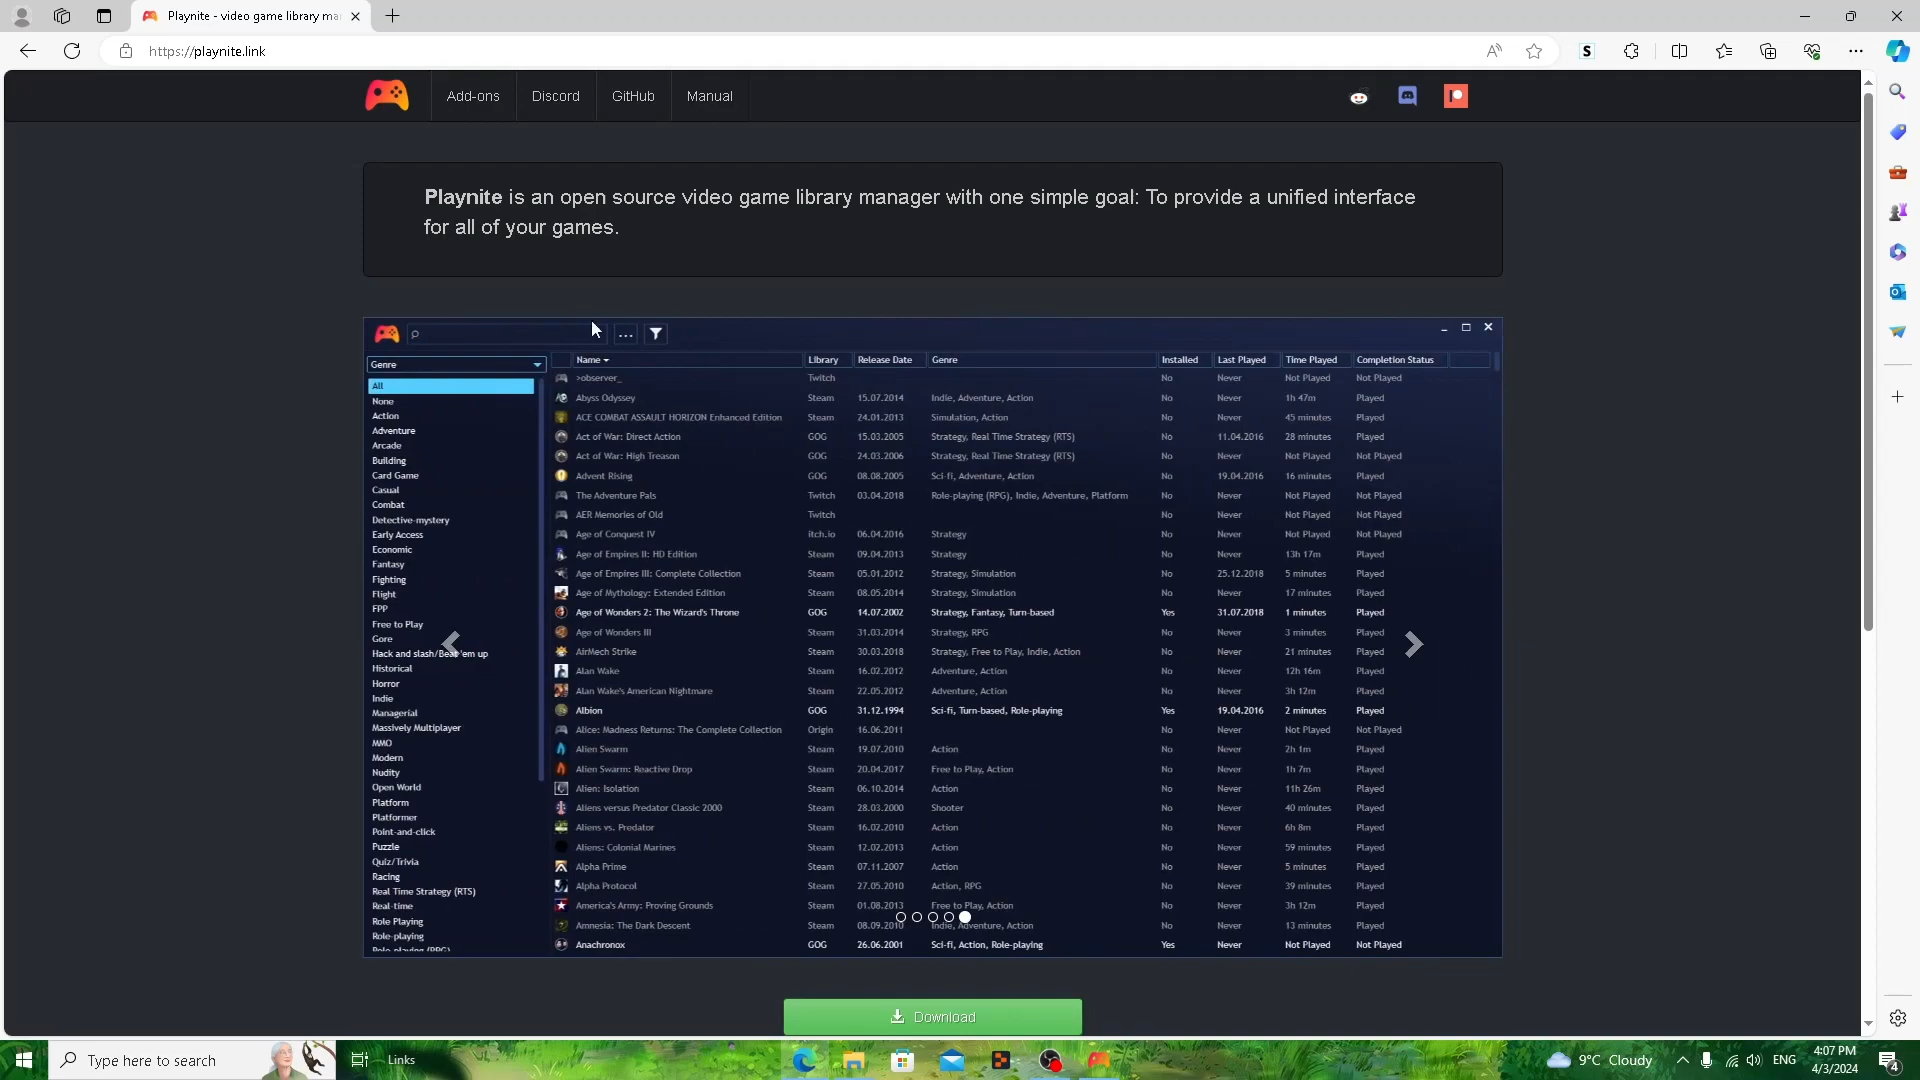 Playnite - video game library ma
https://playnite.link
Add-ons
Discord
GitHub
Manual
Playnite is an open source video game library manager with one simple goal: To provide a unified interface
for all of your games.
Genre
All
None
Action
Adventure
Arcade
Building
Card Game
Casual
Combat
Detective-mystery
Early Access
Economic
Fantasy
Fighting
Flight
FPP
Free to Play
Gore
Hack and slash/Beat 'em up
Historical
Horror
Indie
Managerial
Massively Multiplayer
MMO
Modern
Nudity
Open World
Platform
Platformer
Point-and-click
Puzzle
Quiz/Trivia
Racing
Real Time Strategy (RTS)
Real-time
Role Playing
Role-playing
Role-playing (RPG)
Name Library Release Date Genre Installed Last Played Time Played Completion Status
>observer_ Twitch No Never Not Played Not Played
Abyss Odyssey Steam 15.07.2014 Indie, Adventure, Action No Never 1h 47m Played
ACE COMBAT ASSAULT HORIZON Enhanced Edition Steam 24.01.2013 Simulation, Action No Never 45 minutes Played
Act of War: Direct Action GOG 15.03.2005 Strategy, Real Time Strategy (RTS) No 11.04.2016 28 minutes Played
Act of War: High Treason GOG 24.03.2006 Strategy, Real Time Strategy (RTS) No Never Not Played Not Played
Advent Rising GOG 08.08.2005 Sci-fi, Adventure, Action No 19.04.2016 16 minutes Played
The Adventure Pals Twitch 03.04.2018 Role-playing (RPG), Indie, Adventure, Platform No Never Not Played Not Played
AER Memories of Old Twitch No Never Not Played Not Played
Age of Conquest IV itch.io 06.04.2016 Strategy No Never Not Played Not Played
Age of Empires II: HD Edition Steam 09.04.2013 Strategy No Never 13h 17m Played
Age of Empires III: Complete Collection Steam 05.01.2012 Strategy, Simulation No 25.12.2018 5 minutes Played
Age of Mythology: Extended Edition Steam 08.05.2014 Strategy, Simulation No Never 17 minutes Played
Age of Wonders 2: The Wizard's Throne GOG 14.07.2002 Strategy, Fantasy, Turn-based Yes 31.07.2018 1 minutes Played
Age of Wonders III Steam 31.03.2014 Strategy, RPG No Never 3 minutes Played
AirMech Strike Steam 30.03.2018 Strategy, Free to Play, Indie, Action No Never 21 minutes Played
Alan Wake Steam 16.02.2012 Adventure, Action No Never 12h 16m Played
Alan Wake's American Nightmare Steam 22.05.2012 Adventure, Action No Never 3h 12m Played
Albion GOG 31.12.1994 Sci-fi, Turn-based, Role-playing Yes 19.04.2016 2 minutes Played
Alice: Madness Returns: The Complete Collection Origin 16.06.2011 No Never Not Played Not Played
Alien Swarm Steam 19.07.2010 Action No Never 2h 1m Played
Alien Swarm: Reactive Drop Steam 20.04.2017 Free to Play, Action No Never 1h 7m Played
Alien: Isolation Steam 06.10.2014 Action No Never 11h 26m Played
Aliens versus Predator Classic 2000 Steam 28.03.2000 Shooter No Never 40 minutes Played
Aliens vs. Predator Steam 16.02.2010 Action No Never 6h 8m Played
Aliens: Colonial Marines Steam 12.02.2013 Action No Never 59 minutes Played
Alpha Prime Steam 07.11.2007 Action No Never 5 minutes Played
Alpha Protocol Steam 27.05.2010 Action, RPG No Never 39 minutes Played
America's Army: Proving Grounds Steam 01.08.2013 Free to Play, Action No Never 3h 12m Played
Amnesia: The Dark Descent Steam 08.09.2010 Indie, Adventure, Action No Never 13 minutes Played
Anachronox GOG 26.06.2001 Sci-fi, Action, Role-playing Yes Never Not Played Not Played
Download
Type here to search
Links
9°C Cloudy
ENG
4:07 PM
4/3/2024
4